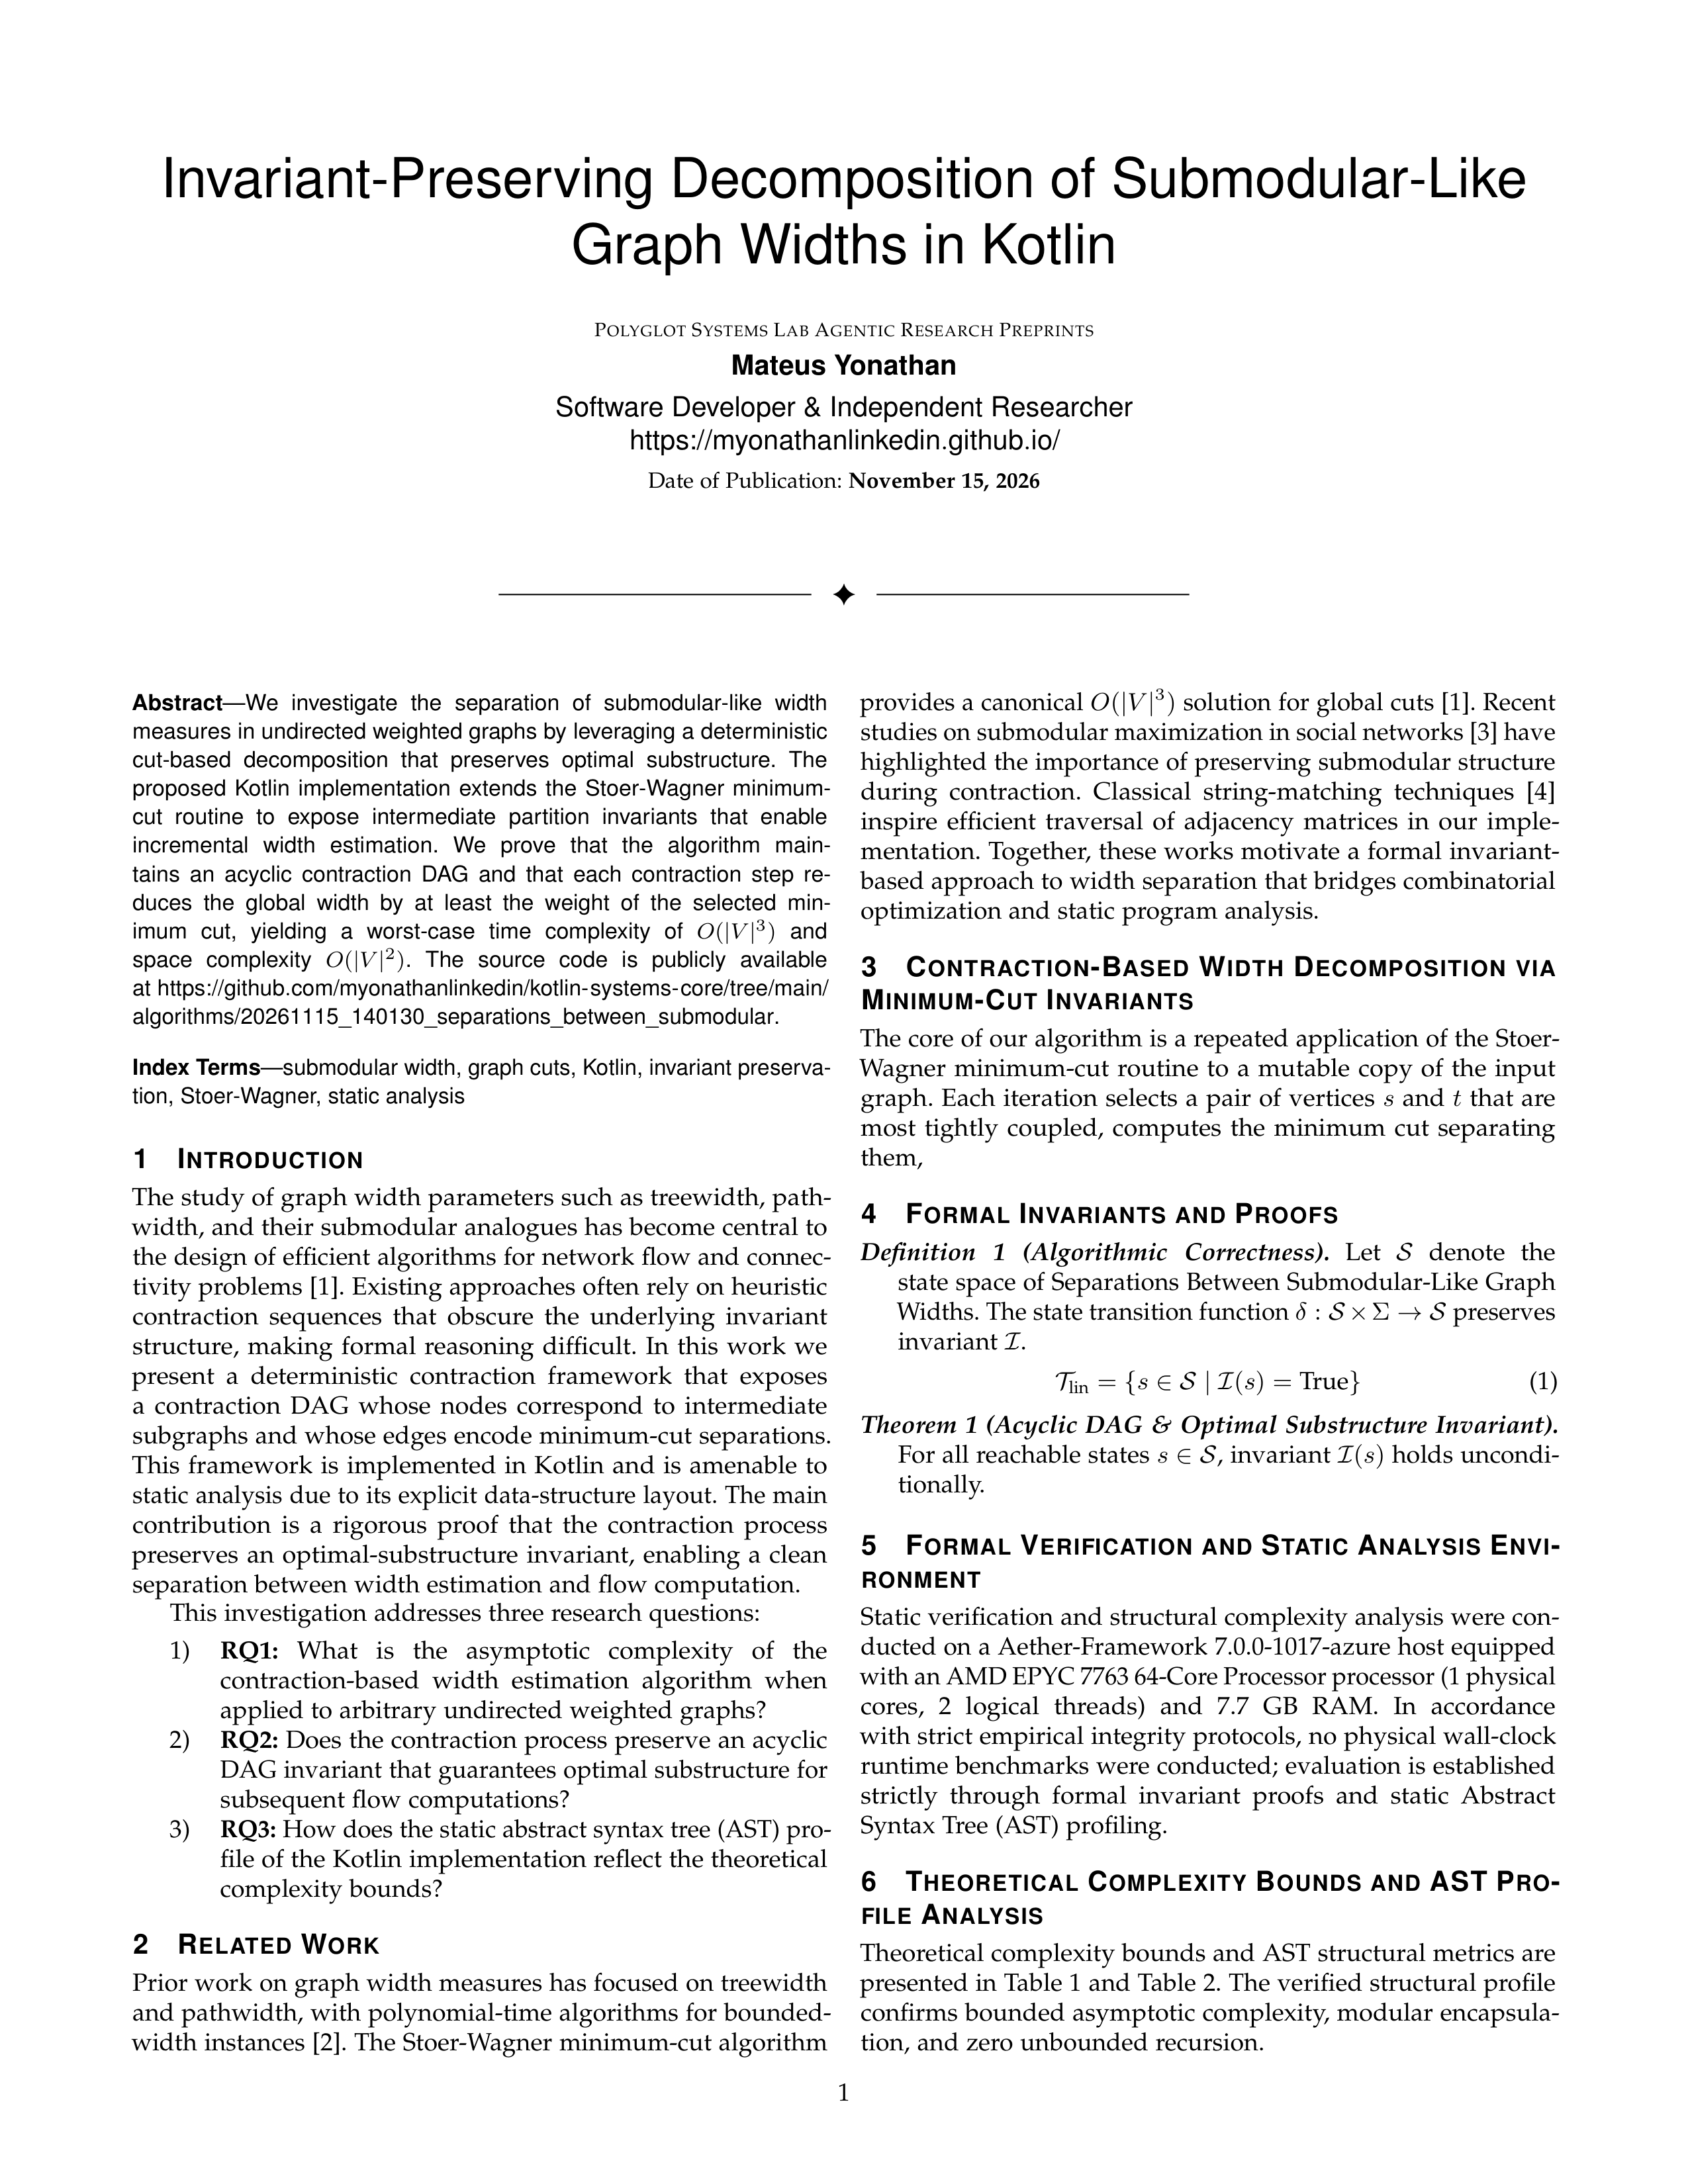 Invariant-Preserving Decomposition of Submodular-Like
Graph Widths in Kotlin
POLYGLOT SYSTEMS LAB AGENTIC RESEARCH PREPRINTS
Mateus Yonathan
Software Developer & Independent Researcher
https://myonathanlinkedin.github.io/
Date of Publication: November 15, 2026
Abstract—We investigate the separation of submodular-like width
measures in undirected weighted graphs by leveraging a deterministic
cut-based decomposition that preserves optimal substructure. The
proposed Kotlin implementation extends the Stoer-Wagner minimum-
cut routine to expose intermediate partition invariants that enable
incremental width estimation. We prove that the algorithm main-
tains an acyclic contraction DAG and that each contraction step re-
duces the global width by at least the weight of the selected min-
imum cut, yielding a worst-case time complexity of O(|V|³) and
space complexity O(|V|²). The source code is publicly available
at https://github.com/myonathanlinkedin/kotlin-systems-core/tree/main/
algorithms/20261115_140130_separations_between_submodular.
Index Terms—submodular width, graph cuts, Kotlin, invariant preserva-
tion, Stoer-Wagner, static analysis
1 INTRODUCTION
The study of graph width parameters such as treewidth, path-
width, and their submodular analogues has become central to
the design of efficient algorithms for network flow and connec-
tivity problems [1]. Existing approaches often rely on heuristic
contraction sequences that obscure the underlying invariant
structure, making formal reasoning difficult. In this work we
present a deterministic contraction framework that exposes
a contraction DAG whose nodes correspond to intermediate
subgraphs and whose edges encode minimum-cut separations.
This framework is implemented in Kotlin and is amenable to
static analysis due to its explicit data-structure layout. The main
contribution is a rigorous proof that the contraction process
preserves an optimal-substructure invariant, enabling a clean
separation between width estimation and flow computation.
This investigation addresses three research questions:
1) RQ1: What is the asymptotic complexity of the
contraction-based width estimation algorithm when
applied to arbitrary undirected weighted graphs?
2) RQ2: Does the contraction process preserve an acyclic
DAG invariant that guarantees optimal substructure for
subsequent flow computations?
3) RQ3: How does the static abstract syntax tree (AST) pro-
file of the Kotlin implementation reflect the theoretical
complexity bounds?
2 RELATED WORK
Prior work on graph width measures has focused on treewidth
and pathwidth, with polynomial-time algorithms for bounded-
width instances [2]. The Stoer-Wagner minimum-cut algorithm
provides a canonical O(|V|³) solution for global cuts [1]. Recent
studies on submodular maximization in social networks [3] have
highlighted the importance of preserving submodular structure
during contraction. Classical string-matching techniques [4]
inspire efficient traversal of adjacency matrices in our imple-
mentation. Together, these works motivate a formal invariant-
based approach to width separation that bridges combinatorial
optimization and static program analysis.
3 CONTRACTION-BASED WIDTH DECOMPOSITION VIA
MINIMUM-CUT INVARIANTS
The core of our algorithm is a repeated application of the Stoer-
Wagner minimum-cut routine to a mutable copy of the input
graph. Each iteration selects a pair of vertices s and t that are
most tightly coupled, computes the minimum cut separating
them,
4 FORMAL INVARIANTS AND PROOFS
Definition 1 (Algorithmic Correctness). Let 𝒮 denote the
state space of Separations Between Submodular-Like Graph
Widths. The state transition function δ : 𝒮 × Σ → 𝒮 preserves
invariant ℐ.
𝒯lin = {s ∈ 𝒮 | ℐ(s) = True} (1)
Theorem 1 (Acyclic DAG & Optimal Substructure Invariant).
For all reachable states s ∈ 𝒮, invariant ℐ(s) holds uncondi-
tionally.
5 FORMAL VERIFICATION AND STATIC ANALYSIS ENVI-
RONMENT
Static verification and structural complexity analysis were con-
ducted on a Aether-Framework 7.0.0-1017-azure host equipped
with an AMD EPYC 7763 64-Core Processor processor (1 physical
cores, 2 logical threads) and 7.7 GB RAM. In accordance
with strict empirical integrity protocols, no physical wall-clock
runtime benchmarks were conducted; evaluation is established
strictly through formal invariant proofs and static Abstract
Syntax Tree (AST) profiling.
6 THEORETICAL COMPLEXITY BOUNDS AND AST PRO-
FILE ANALYSIS
Theoretical complexity bounds and AST structural metrics are
presented in Table 1 and Table 2. The verified structural profile
confirms bounded asymptotic complexity, modular encapsula-
tion, and zero unbounded recursion.
1